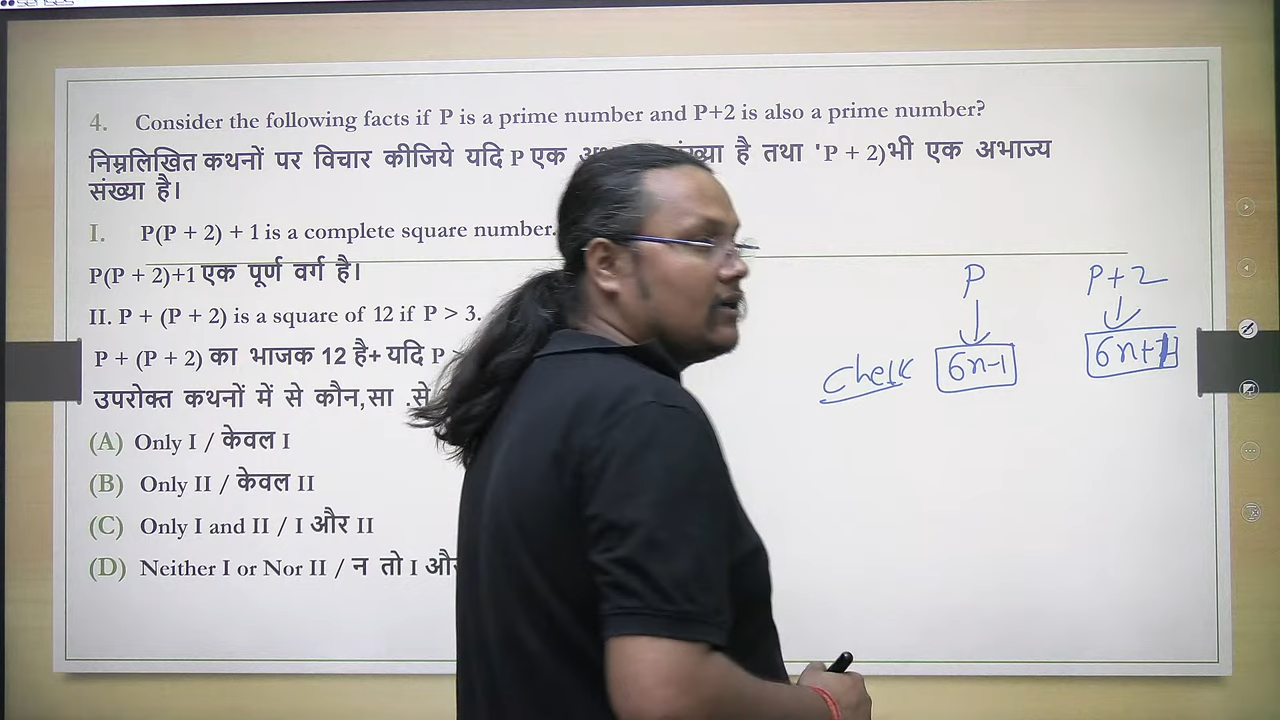 4. Consider the following facts if P is a prime number and P+2 is also a prime number?
निम्नलिखित कथनों पर विचार कीजिये यदि P एक है तथा 'P + 2)भी एक अभाज्य
संख्या है।
I. P(P + 2) + 1 is a complete square number.
P(P + 2)+1 एक पूर्ण वर्ग है।
II. P + (P + 2) is a square of 12 if P > 3.
P + (P + 2) का भाजक 12 है+ यदि P
उपरोक्त कथनों में से कौन,सा .से
(A) Only I / केवल I
(B) Only II / केवल II
(C) Only I and II / I और II
(D) Neither I or Nor II / न तो I
P P+2
check 6n-1 6n+1